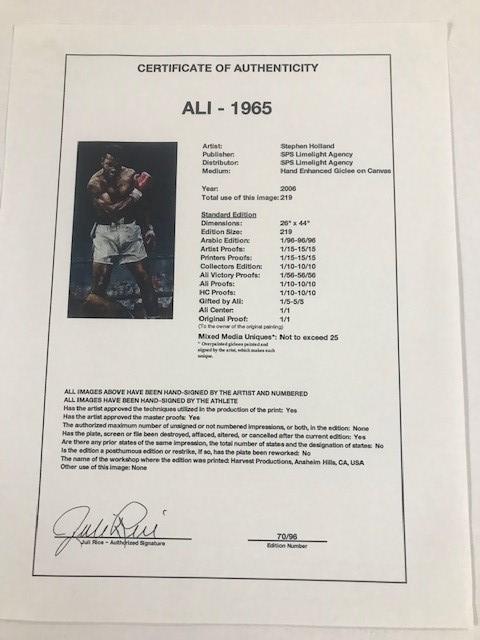 CERTIFICATE OF AUTHENTICITY
ALI - 1965
Artist: Stephen Holland
Publisher: SPS Limelight Agency
Distributor: SPS Limelight Agency
Medium: Hand Enhanced Giclee on Canvas
Year: 2006
Total use of this image: 219
Standard Edition
Dimensions: 26" x 44"
Edition Size: 219
Arabic Edition: 1/96-96/96
Artist Proofs: 1/15-15/15
Printers Proofs: 1/15-15/15
Collectors Edition: 1/10-10/10
Ali Victory Proofs: 1/56-56/56
Ali Proofs: 1/10-10/10
HC Proofs: 1/10-10/10
Gifted by Ali: 1/5-5/5
Ali Center: 1/1
Original Proof: 1/1
(To the owner of the original painting)
Mixed Media Uniques*: Not to exceed 25
* Overpainted giclees painted and
signed by the artist, which makes each
unique.
ALL IMAGES ABOVE HAVE BEEN HAND-SIGNED BY THE ARTIST AND NUMBERED
ALL IMAGES HAVE BEEN HAND-SIGNED BY THE ATHLETE
Has the artist approved the techniques utilized in the production of the print: Yes
Has the artist approved the master proofs: Yes
The authorized maximum number of unsigned or not numbered impressions, or both, in the edition: None
Has the plate, screen or file been destroyed, affaced, altered, or cancelled after the current edition: Yes
Are there any prior states of the same impression, the total number of states and the designation of states: No
Is the edition a posthumous edition or restrike, if so, has the plate been reworked: No
The name of the workshop where the edition was printed: Harvest Productions, Anaheim Hills, CA, USA
Other use of this image: None
Juli Rice
Juli Rice - Authorized Signature
70/96
Edition Number